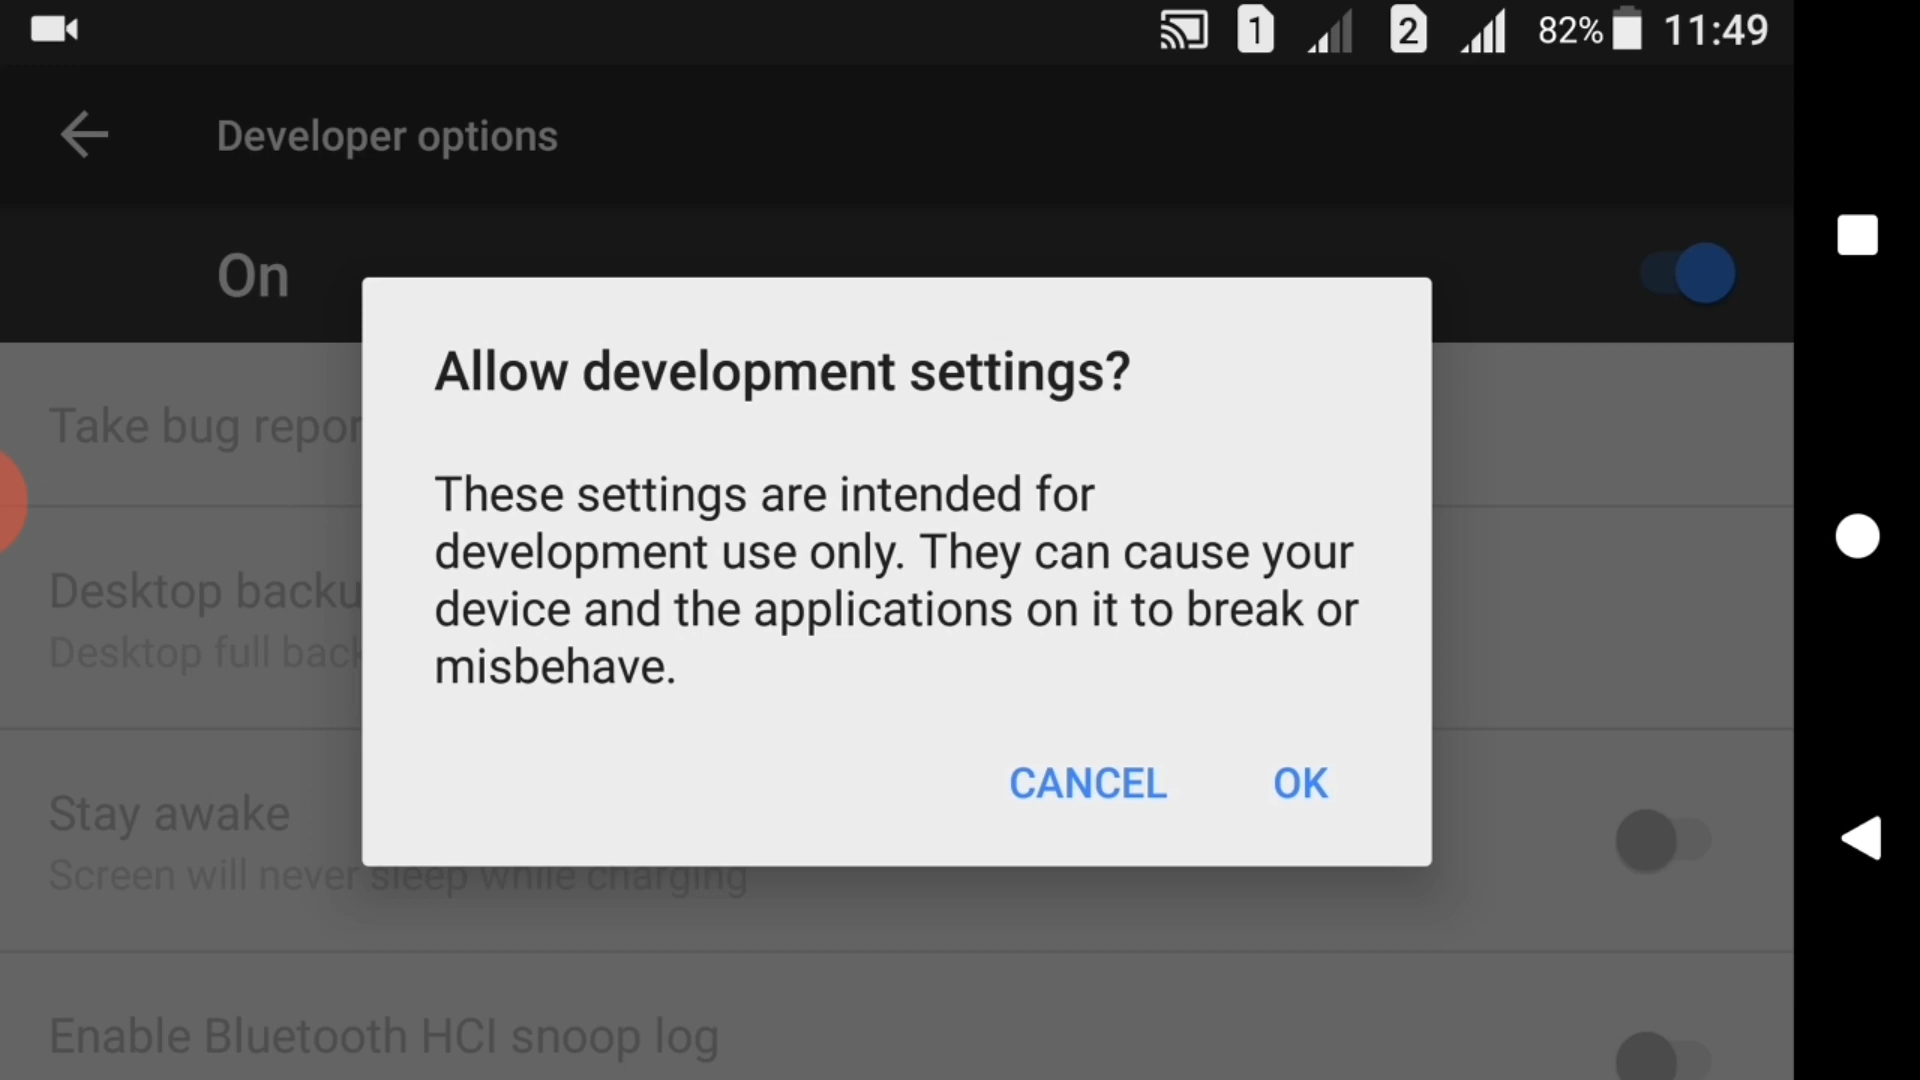 1 2 82% 11:49
Developer options
On
Allow development settings?
These settings are intended for
development use only. They can cause your
device and the applications on it to break or
misbehave.
CANCEL OK
Take bug repor
Desktop backu
Desktop full back
Stay awake
Screen will never sleep while charging
Enable Bluetooth HCI snoop log